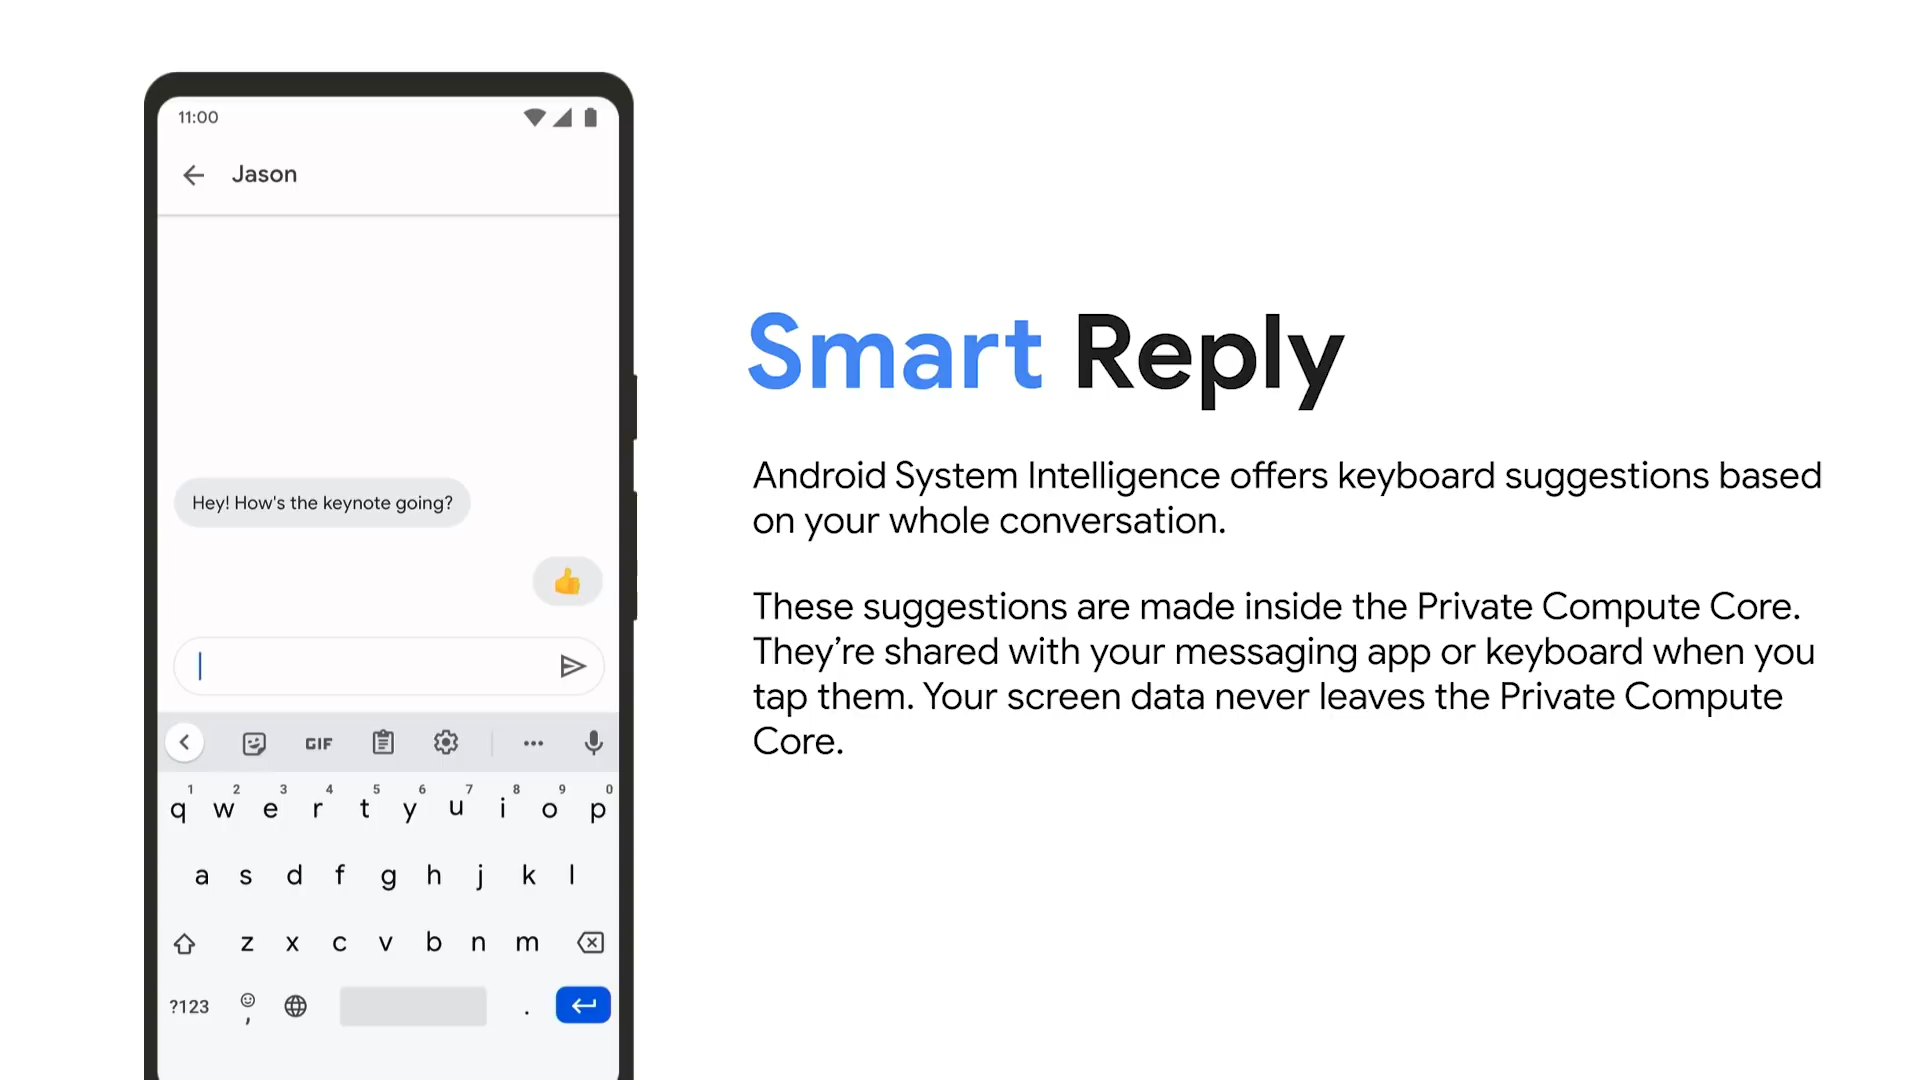 11:00
Jason
Hey! How's the keynote going?
GIF
1 2 3 4 5 6 7 8 9 0
q w e r t y u i o p
a s d f g h j k l
z x c v b n m
?123 , .
Smart Reply
Android System Intelligence offers keyboard suggestions based
on your whole conversation.
These suggestions are made inside the Private Compute Core.
They’re shared with your messaging app or keyboard when you
tap them. Your screen data never leaves the Private Compute
Core.